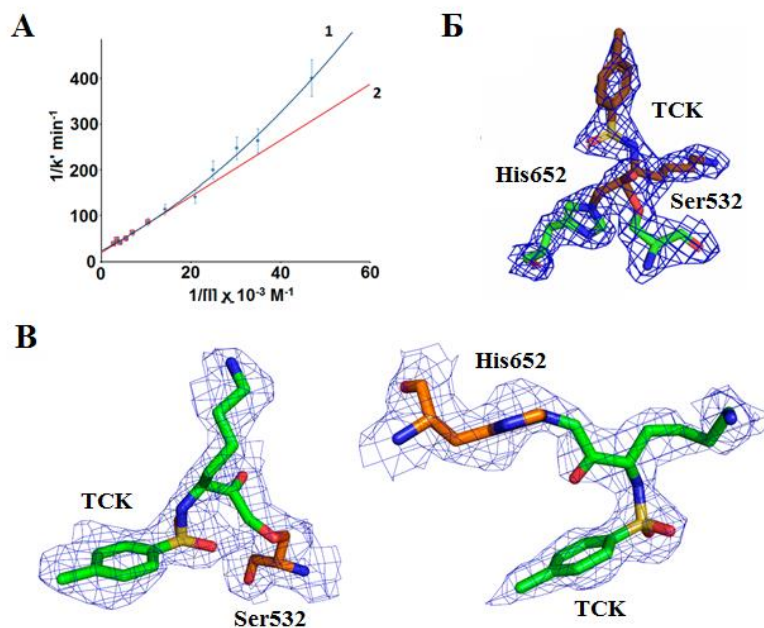 А
1
2
400
300
200
100
0
0
20
40
60
1/k' min-1
1/[I] χ 10-3 M-1
Б
TCK
His652
Ser532
В
TCK
Ser532
His652
TCK